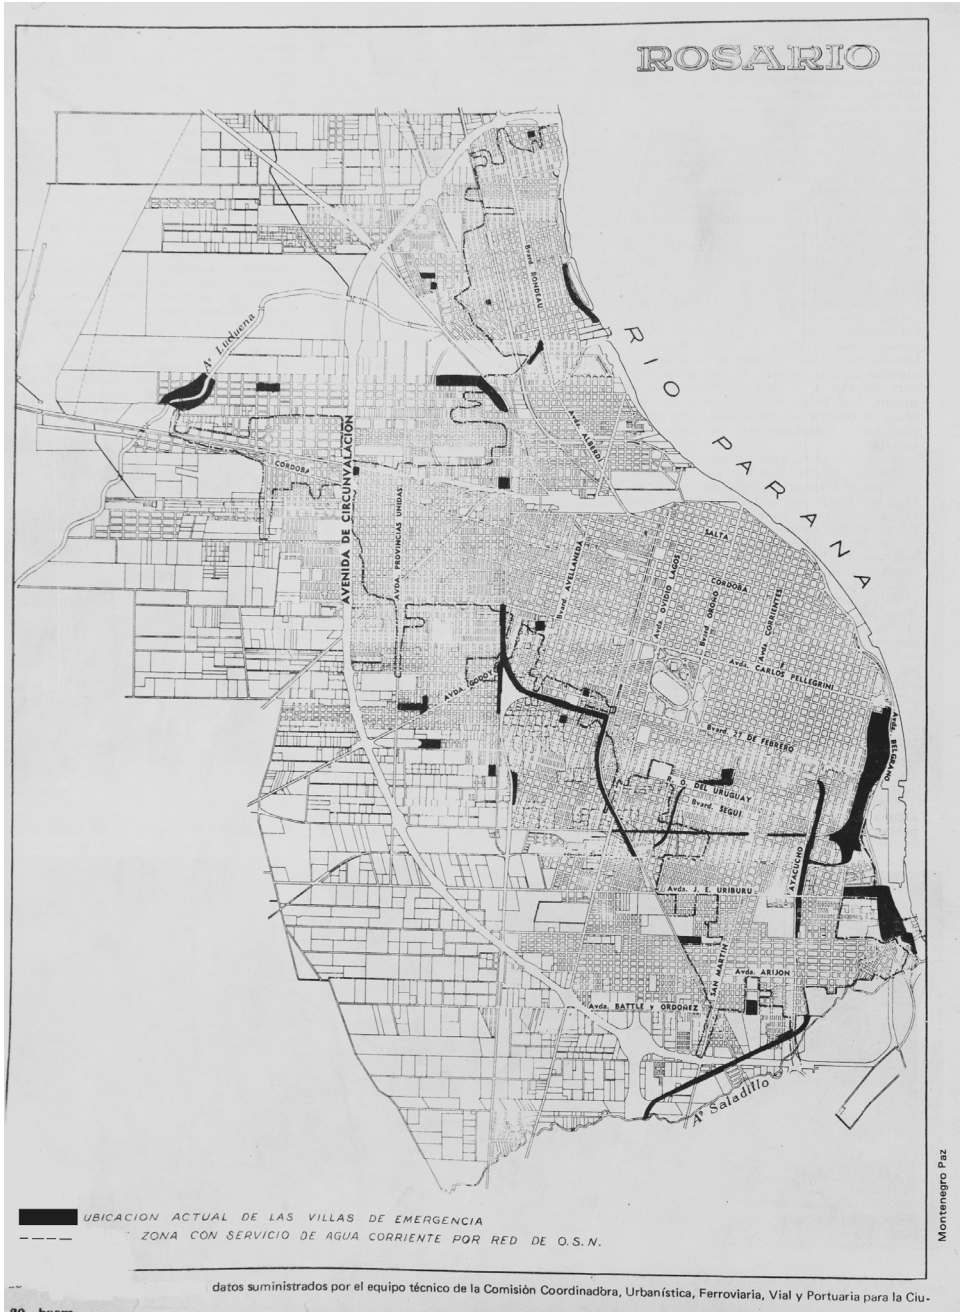 ROSARIO
Bvard. RONDEAU
RIO PARANA
Aº Luduena
Avda. ALBERDI
AVENIDA DE CIRCUNVALACIÓN
CORDOBA
AVDA. PROVINCIAS UNIDAS
SALTA
Bvard. AVELLANEDA
Avda. OVIDIO LAGOS
CORDOBA
Bvard. OROÑO
Avda. CORRIENTES
Avda. CARLOS PELLEGRINI
AVDA. GODOY
Bvard. 27 DE FEBRERO
Avda. BELGRANO
R. O. DEL URUGUAY
Bvard. SEGUI
AYACUCHO
Avda. J. E. URIBURU
SAN MARTIN
Avda. ARIJON
Avda. BATTLE y ORDOÑEZ
Aº Saladillo
UBICACION ACTUAL DE LAS VILLAS DE EMERGENCIA
ZONA CON SERVICIO DE AGUA CORRIENTE POR RED DE O.S.N.
Montenegro Paz
datos suministrados por el equipo técnico de la Comisión Coordinadora, Urbanística, Ferroviaria, Vial y Portuaria para la Ciu-